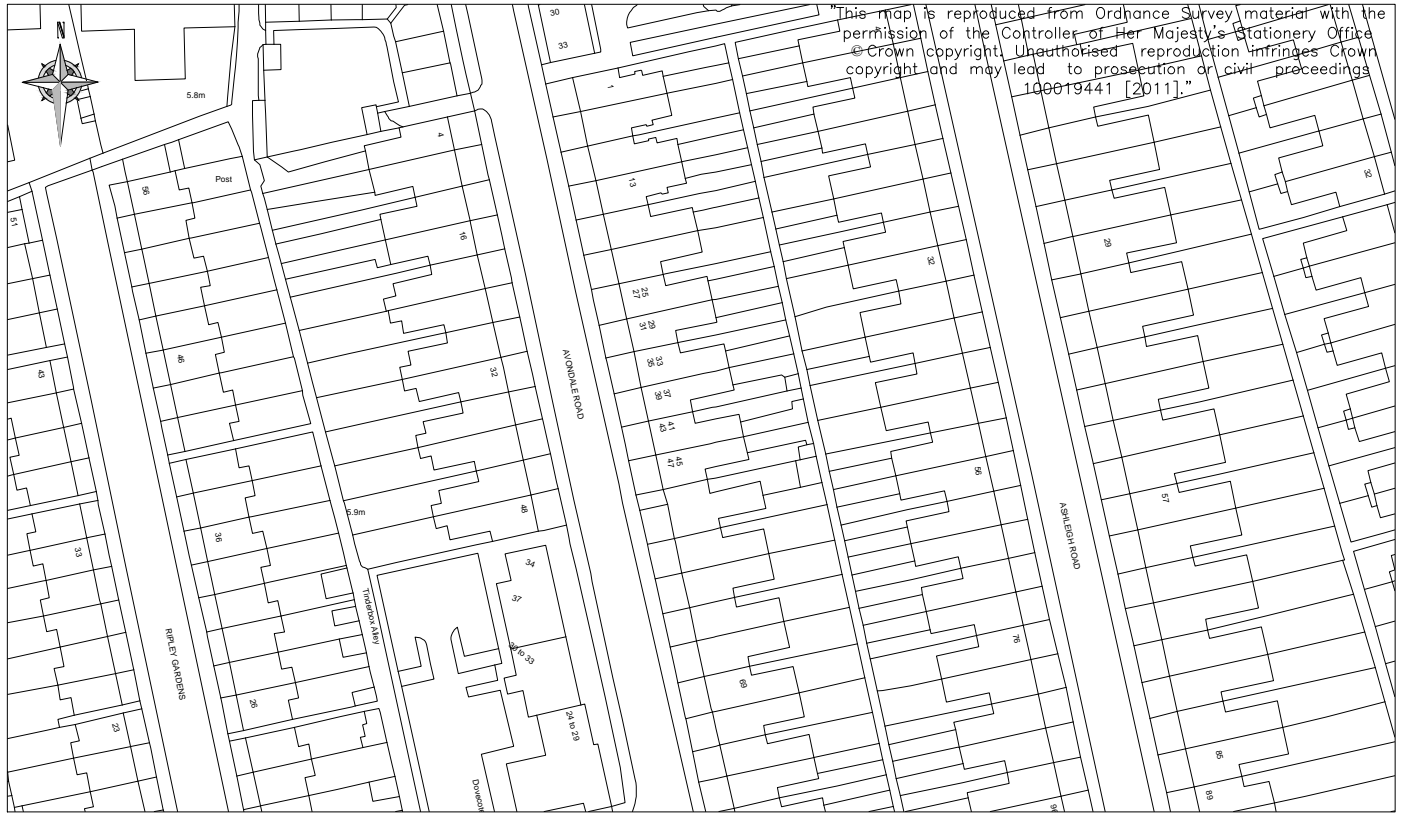 "This map is reproduced from Ordnance Survey material with the
permission of the Controller of Her Majesty's Stationery Office
© Crown copyright. Unauthorised reproduction infringes Crown
copyright and may lead to prosecution or civil proceedings
100019441 [2011]."
N
5.8m
30
33
1
4
Post
56
51
13
16
32
32
29
25
27
29
31
33
35
37
39
41
43
45
47
46
43
32
AVONDALE ROAD
56
57
48
5.9m
36
33
ASHLEIGH ROAD
34
37
30 to 33
Tinderbox Alley
RIPLEY GARDENS
76
69
26
23
24 to 29
85
89
Dovecote
96